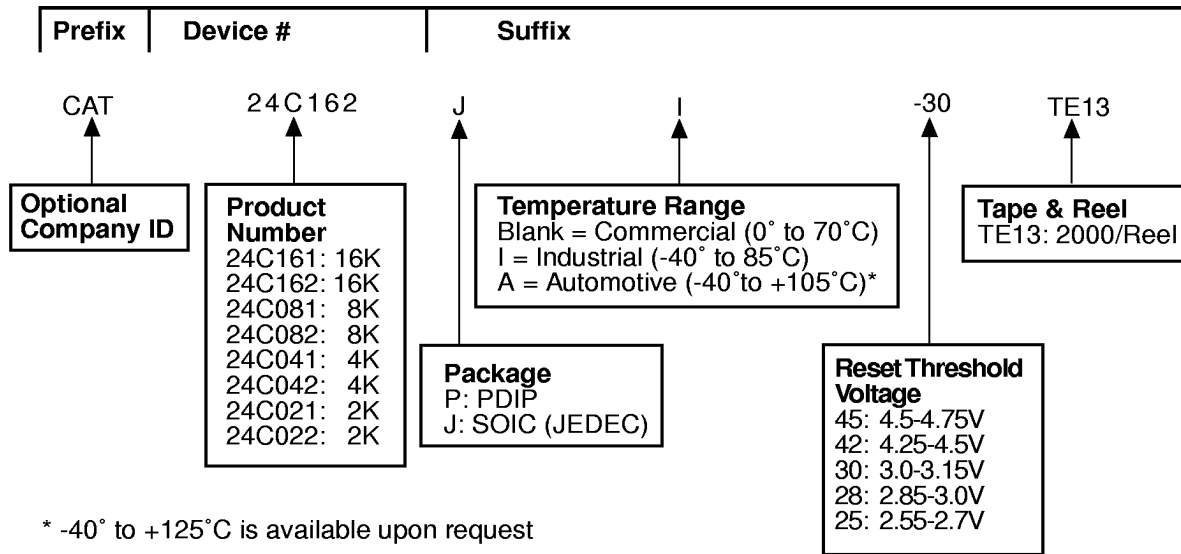 Prefix Device # Suffix
CAT 24C162 J I -30 TE13
Optional
Company ID
Product
Number
24C161: 16K
24C162: 16K
24C081: 8K
24C082: 8K
24C041: 4K
24C042: 4K
24C021: 2K
24C022: 2K
Package
P: PDIP
J: SOIC (JEDEC)
Temperature Range
Blank = Commercial (0˚ to 70˚C)
I = Industrial (-40˚ to 85˚C)
A = Automotive (-40˚to +105˚C)*
Reset Threshold
Voltage
45: 4.5-4.75V
42: 4.25-4.5V
30: 3.0-3.15V
28: 2.85-3.0V
25: 2.55-2.7V
Tape & Reel
TE13: 2000/Reel
* -40˚ to +125˚C is available upon request